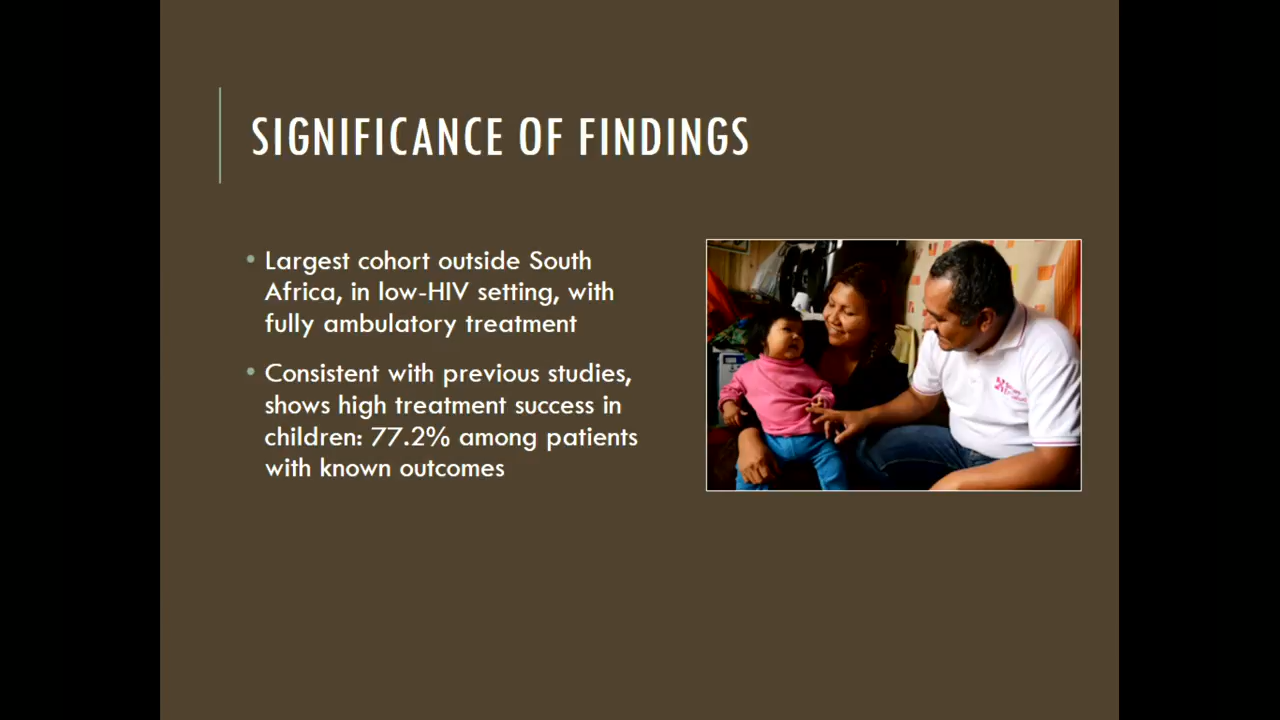 SIGNIFICANCE OF FINDINGS
• Largest cohort outside South
Africa, in low-HIV setting, with
fully ambulatory treatment
• Consistent with previous studies,
shows high treatment success in
children: 77.2% among patients
with known outcomes